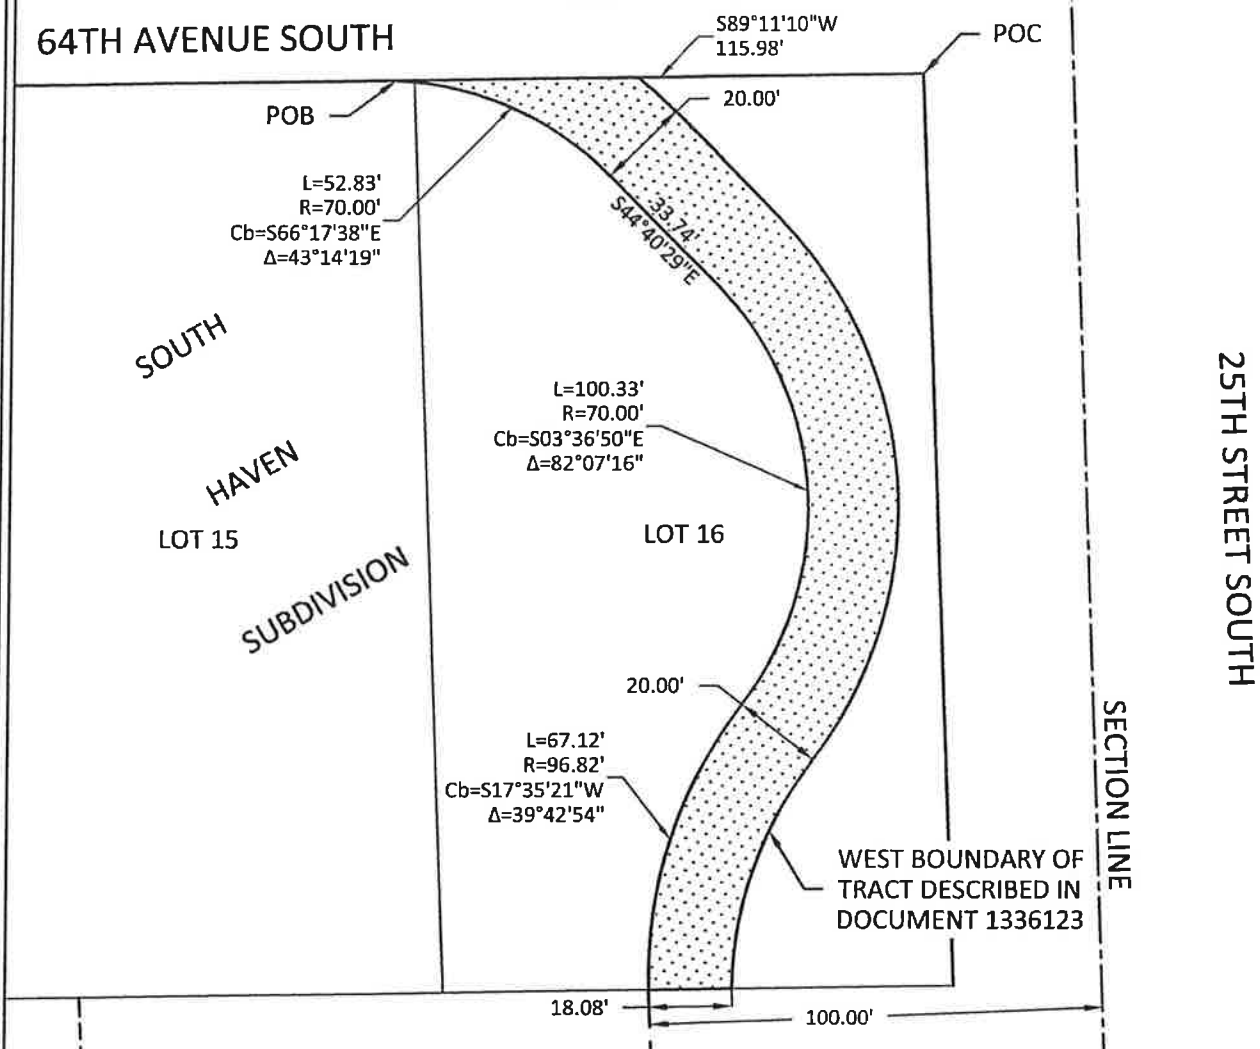 64TH AVENUE SOUTH
S89°11'10"W
115.98'
POC
POB
20.00'
L=52.83'
R=70.00'
Cb=S66°17'38"E
Δ=43°14'19"
33.74'
S44°40'29"E
SOUTH
HAVEN
SUBDIVISION
LOT 15
L=100.33'
R=70.00'
Cb=S03°36'50"E
Δ=82°07'16"
LOT 16
25TH STREET SOUTH
20.00'
SECTION LINE
L=67.12'
R=96.82'
Cb=S17°35'21"W
Δ=39°42'54"
WEST BOUNDARY OF
TRACT DESCRIBED IN
DOCUMENT 1336123
18.08'
100.00'